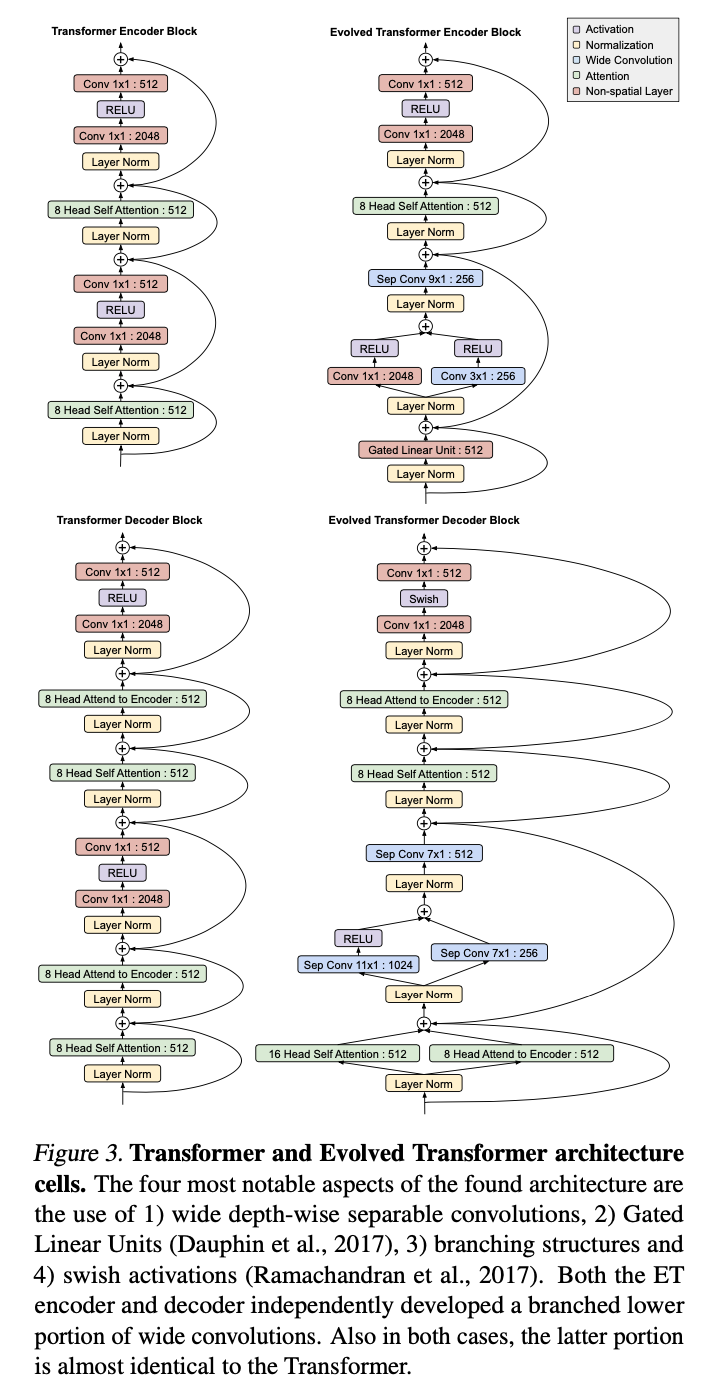 Transformer Encoder Block
Conv 1x1 : 512
RELU
Conv 1x1 : 2048
Layer Norm
8 Head Self Attention : 512
Layer Norm
Conv 1x1 : 512
RELU
Conv 1x1 : 2048
Layer Norm
8 Head Self Attention : 512
Layer Norm
Evolved Transformer Encoder Block
Conv 1x1 : 512
RELU
Conv 1x1 : 2048
Layer Norm
8 Head Self Attention : 512
Layer Norm
Sep Conv 9x1 : 256
Layer Norm
RELU
RELU
Conv 1x1 : 2048
Conv 3x1 : 256
Layer Norm
Gated Linear Unit : 512
Layer Norm
Activation
Normalization
Wide Convolution
Attention
Non-spatial Layer
Transformer Decoder Block
Conv 1x1 : 512
RELU
Conv 1x1 : 2048
Layer Norm
8 Head Attend to Encoder : 512
Layer Norm
8 Head Self Attention : 512
Layer Norm
Conv 1x1 : 512
RELU
Conv 1x1 : 2048
Layer Norm
8 Head Attend to Encoder : 512
Layer Norm
8 Head Self Attention : 512
Layer Norm
Evolved Transformer Decoder Block
Conv 1x1 : 512
Swish
Conv 1x1 : 2048
Layer Norm
8 Head Attend to Encoder : 512
Layer Norm
8 Head Self Attention : 512
Layer Norm
Sep Conv 7x1 : 512
Layer Norm
RELU
Sep Conv 11x1 : 1024
Sep Conv 7x1 : 256
Layer Norm
16 Head Self Attention : 512
8 Head Attend to Encoder : 512
Layer Norm
Figure 3. Transformer and Evolved Transformer architecture
cells. The four most notable aspects of the found architecture are
the use of 1) wide depth-wise separable convolutions, 2) Gated
Linear Units (Dauphin et al., 2017), 3) branching structures and
4) swish activations (Ramachandran et al., 2017). Both the ET
encoder and decoder independently developed a branched lower
portion of wide convolutions. Also in both cases, the latter portion
is almost identical to the Transformer.